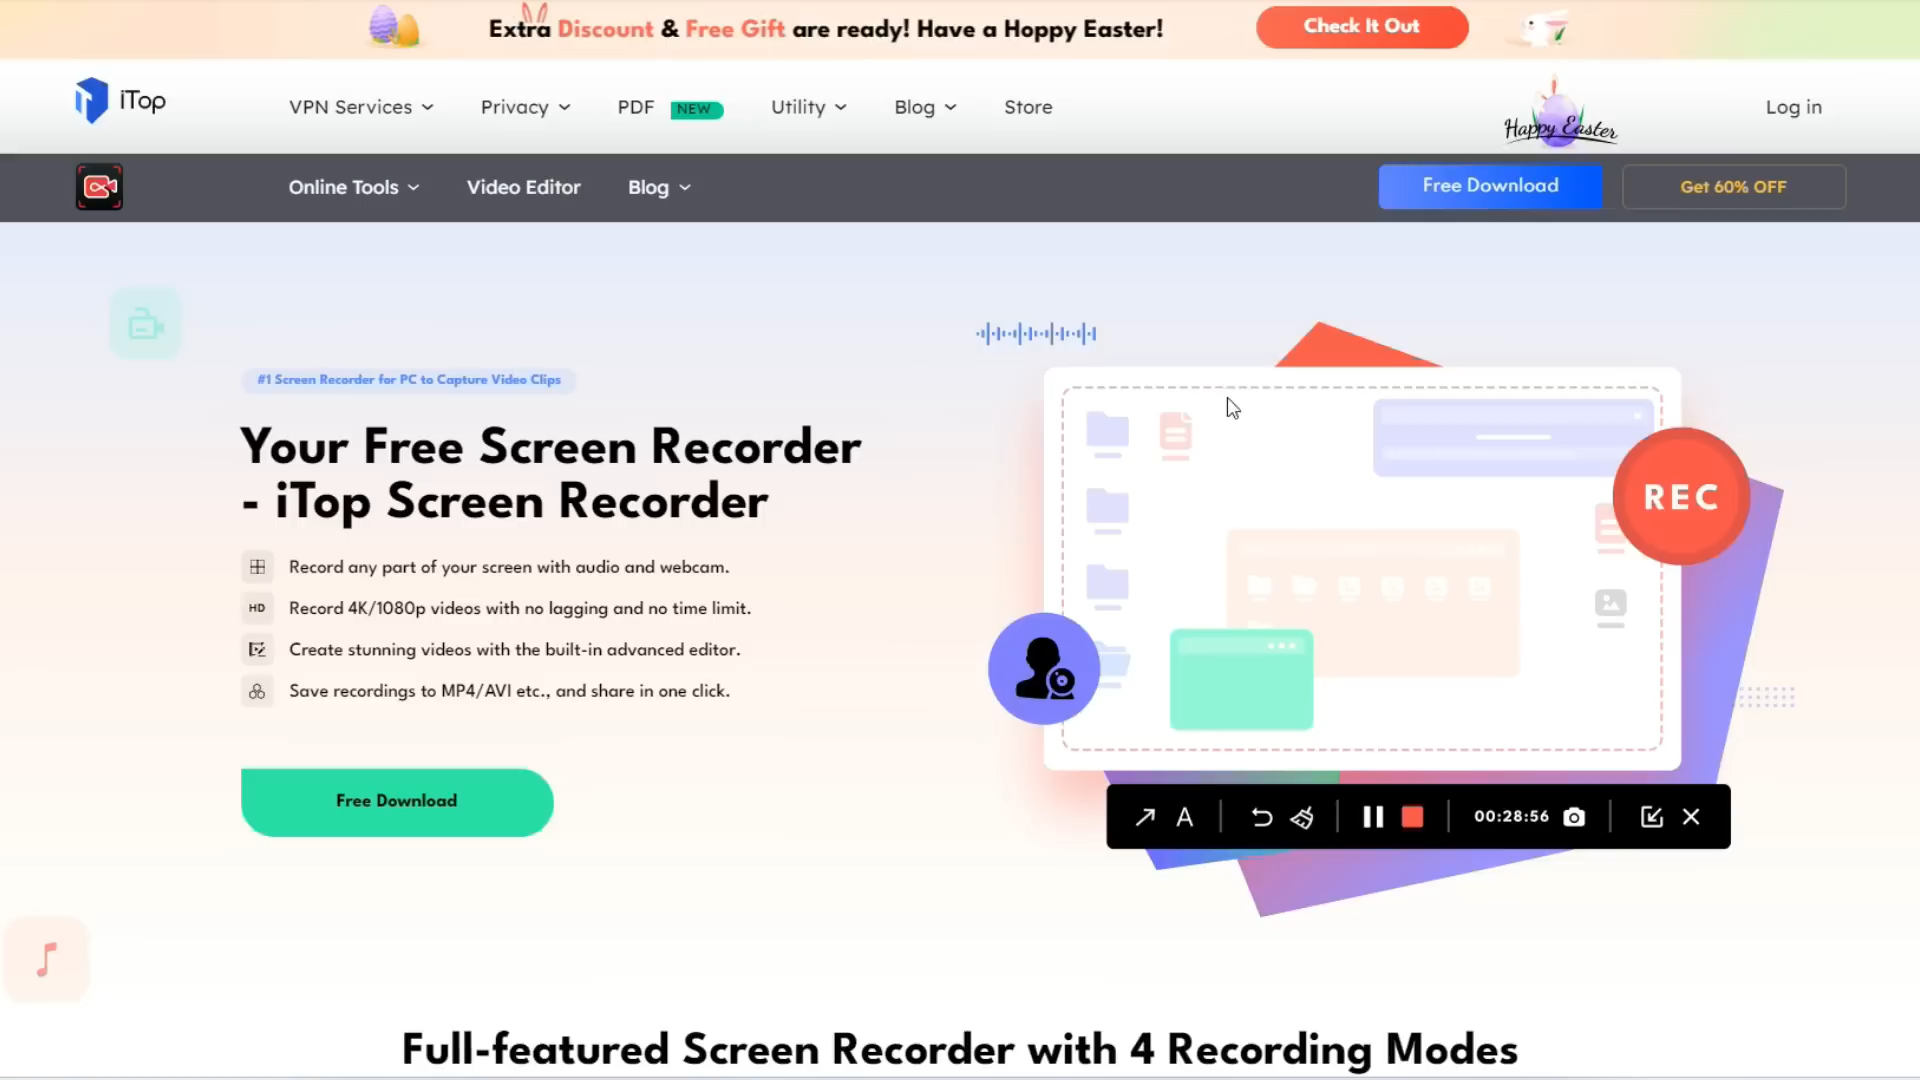 Extra Discount & Free Gift are ready! Have a Hoppy Easter!
Check It Out
iTop
VPN Services
Privacy
PDF NEW
Utility
Blog
Store
Happy Easter
Log in
Online Tools
Video Editor
Blog
Free Download
Get 60% OFF
#1 Screen Recorder for PC to Capture Video Clips
Your Free Screen Recorder
- iTop Screen Recorder
Record any part of your screen with audio and webcam.
HD Record 4K/1080p videos with no lagging and no time limit.
Create stunning videos with the built-in advanced editor.
Save recordings to MP4/AVI etc., and share in one click.
Free Download
REC
A
00:28:56
Full-featured Screen Recorder with 4 Recording Modes